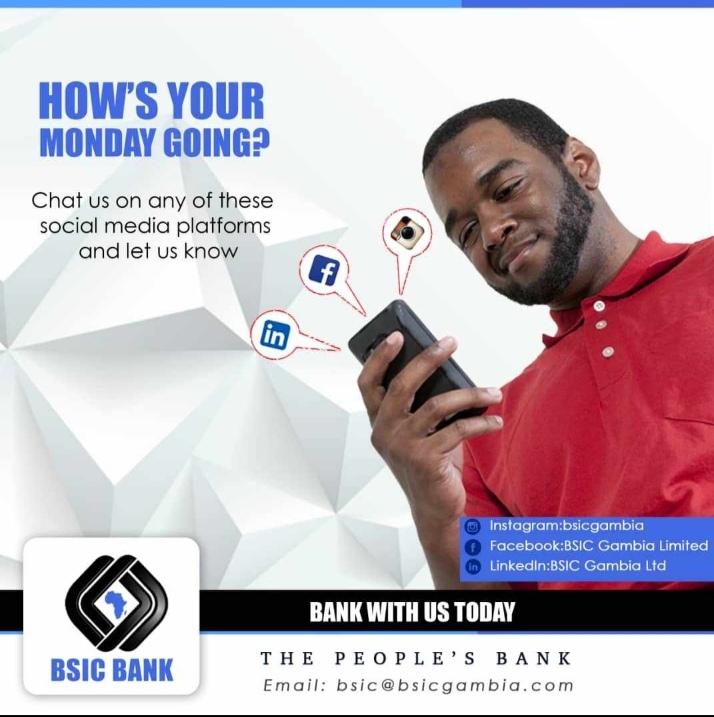 HOW'S YOUR
MONDAY GOING?
Chat us on any of these
social media platforms
and let us know
f
in
Instagram:bsicgambia
f Facebook:BSIC Gambia Limited
in LinkedIn:BSIC Gambia Ltd
BANK WITH US TODAY
BSIC BANK
THE PEOPLE'S BANK
Email: bsic@bsicgambia.com